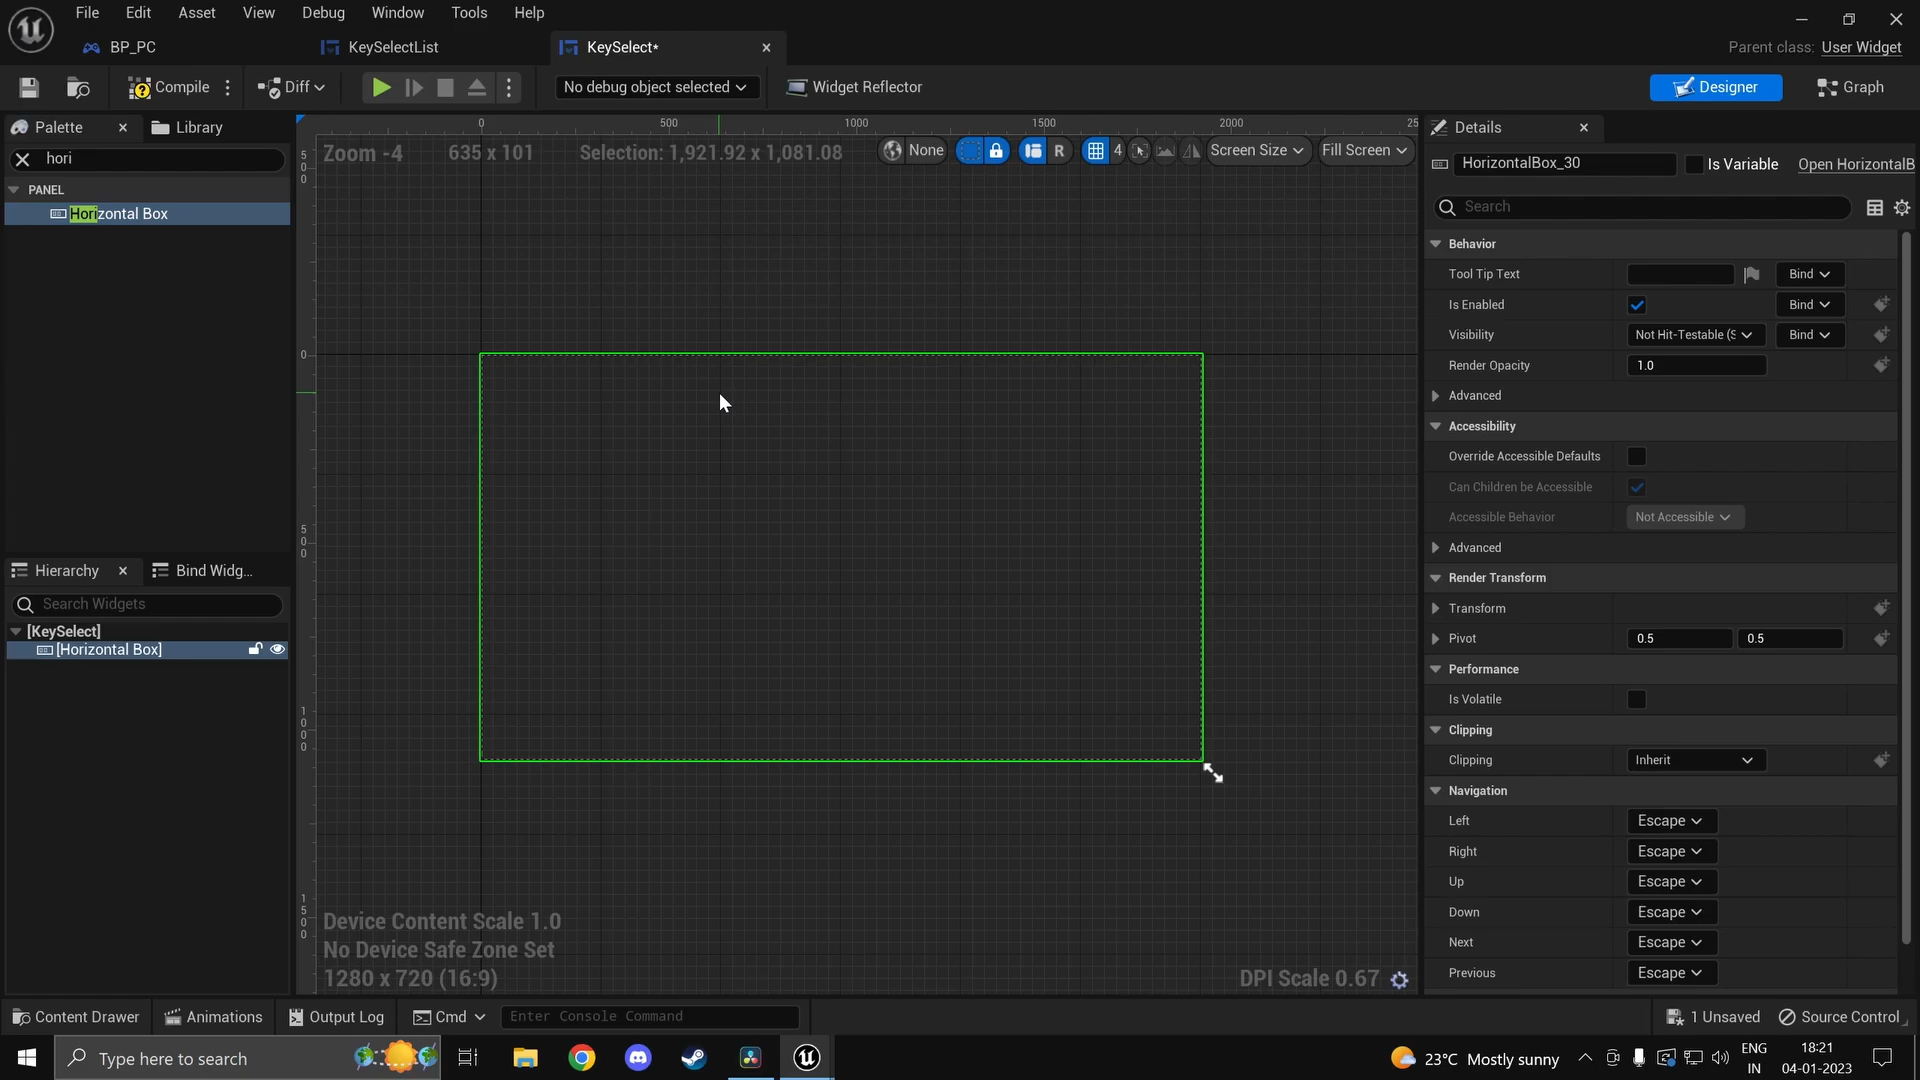 File Edit Asset View Debug Window Tools Help
BP_PC KeySelectList KeySelect*
Parent class: User Widget
Compile Diff No debug object selected Widget Reflector Designer Graph
Palette Library
hori
PANEL
Horizontal Box
Hierarchy Bind Widg...
Search Widgets
[KeySelect]
[Horizontal Box]
0 500 1000 1500 2000 25
Zoom -4 635 x 101 Selection: 1,921.92 x 1,081.08 None R 4 Screen Size Fill Screen
500
0
500
1000
1500
Device Content Scale 1.0
No Device Safe Zone Set
1280 x 720 (16:9)
DPI Scale 0.67
Details
HorizontalBox_30 Is Variable Open HorizontalB
Search
Behavior
Tool Tip Text Bind
Is Enabled Bind
Visibility Not Hit-Testable (S Bind
Render Opacity 1.0
Advanced
Accessibility
Override Accessible Defaults
Can Children be Accessible
Accessible Behavior Not Accessible
Advanced
Render Transform
Transform
Pivot 0.5 0.5
Performance
Is Volatile
Clipping
Clipping Inherit
Navigation
Left Escape
Right Escape
Up Escape
Down Escape
Next Escape
Previous Escape
Content Drawer Animations Output Log Cmd Enter Console Command 1 Unsaved Source Control
Type here to search
23°C Mostly sunny
ENG
IN
18:21
04-01-2023